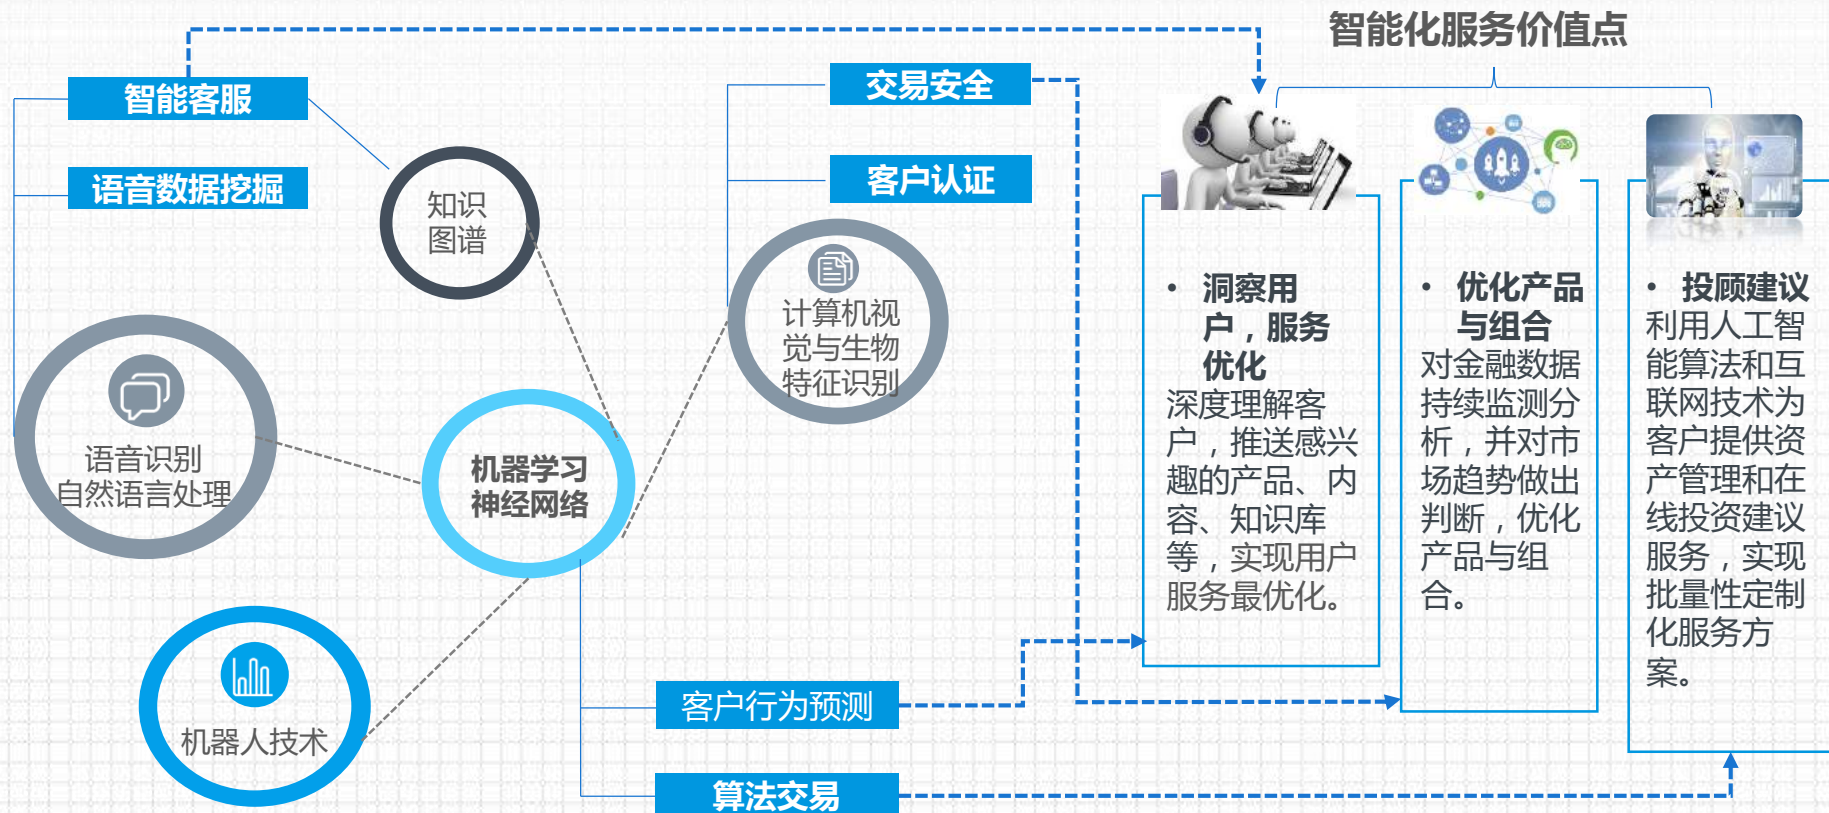 智能化服务价值点
智能客服
语音数据挖掘
知识
图谱
交易安全
客户认证
计算机视
觉与生物
特征识别
语音识别
自然语言处理
机器学习
神经网络
机器人技术
客户行为预测
算法交易
• 洞察用
户，服务
优化
深度理解客
户，推送感兴
趣的产品、内
容、知识库
等，实现用户
服务最优化。
• 优化产品
与组合
对金融数据
持续监测分
析，并对市
场趋势做出
判断，优化
产品与组
合。
• 投顾建议
利用人工智
能算法和互
联网技术为
客户提供资
产管理和在
线投资建议
服务，实现
批量性定制
化服务方
案。